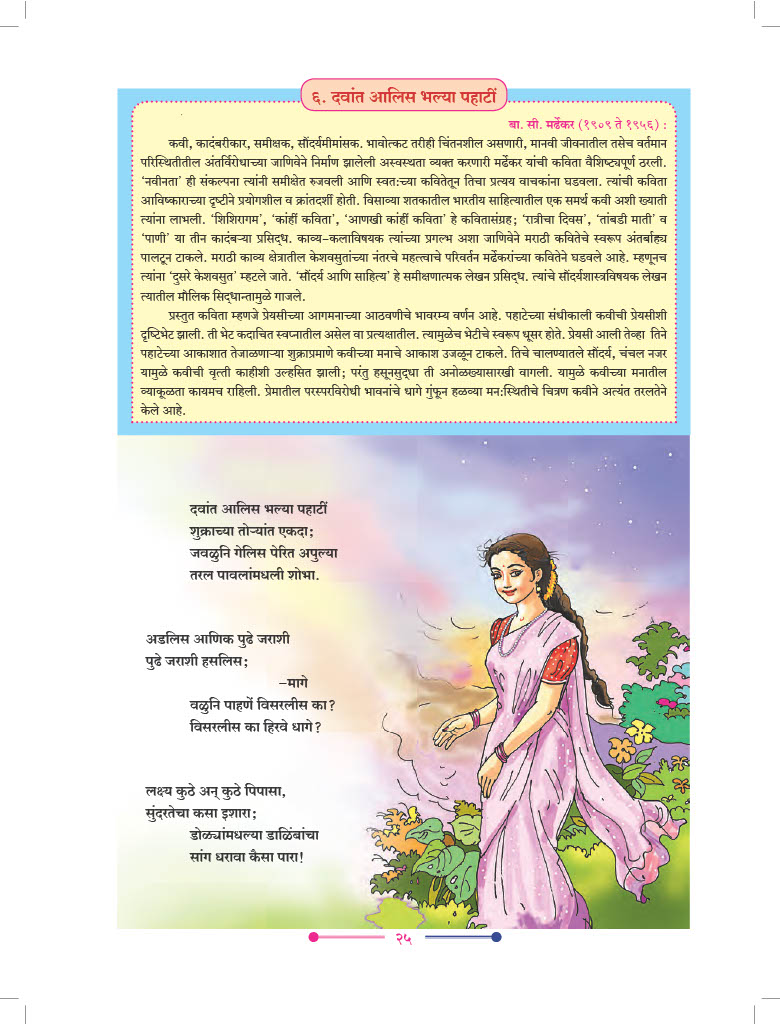 ६. दवांत आलिस भल्या पहाटीं
बा. सी. मर्ढेकर (१९०९ ते १९५६) :
कवी, कादंबरीकार, समीक्षक, सौंदर्यमीमांसक. भावोत्कट तरीही चिंतनशील असणारी, मानवी जीवनातील तसेच वर्तमान
परिस्थितीतील अंतर्विरोधाच्या जाणिवेने निर्माण झालेली अस्वस्थता व्यक्त करणारी मर्ढेकर यांची कविता वैशिष्ट्यपूर्ण ठरली.
‘नवीनता’ ही संकल्पना त्यांनी समीक्षेत रुजवली आणि स्वत:च्या कवितेतून तिचा प्रत्यय वाचकांना घडवला. त्यांची कविता
आविष्काराच्या दृष्टीने प्रयोगशील व क्रांतदर्शी होती. विसाव्या शतकातील भारतीय साहित्यातील एक समर्थ कवी अशी ख्याती
त्यांना लाभली. ‘शिशिरागम’, ‘कांहीं कविता’, ‘आणखी कांहीं कविता’ हे कवितासंग्रह; ‘रात्रीचा दिवस’, ‘तांबडी माती’ व
‘पाणी’ या तीन कादंबऱ्या प्रसिद्ध. काव्य-कलाविषयक त्यांच्या प्रगल्भ अशा जाणिवेने मराठी कवितेचे स्वरूप अंतर्बाह्य
पालटून टाकले. मराठी काव्य क्षेत्रातील केशवसुतांच्या नंतरचे महत्त्वाचे परिवर्तन मर्ढेकरांच्या कवितेने घडवले आहे. म्हणूनच
त्यांना ‘दुसरे केशवसुत’ म्हटले जाते. ‘सौंदर्य आणि साहित्य’ हे समीक्षणात्मक लेखन प्रसिद्ध. त्यांचे सौंदर्यशास्त्रविषयक लेखन
त्यातील मौलिक सिद्धान्तामुळे गाजले.
प्रस्तुत कविता म्हणजे प्रेयसीच्या आगमनाच्या आठवणीचे भावरम्य वर्णन आहे. पहाटेच्या संधीकाली कवीची प्रेयसीशी
दृष्टिभेट झाली. ती भेट कदाचित स्वप्नातील असेल वा प्रत्यक्षातील. त्यामुळेच भेटीचे स्वरूप धूसर होते. प्रेयसी आली तेव्हा तिने
पहाटेच्या आकाशात तेजाळणाऱ्या शुक्राप्रमाणे कवीच्या मनाचे आकाश उजळून टाकले. तिचे चालण्यातले सौंदर्य, चंचल नजर
यामुळे कवीची वृत्ती काहीशी उल्हसित झाली; परंतु हसूनसुद्धा ती अनोळख्यासारखी वागली. यामुळे कवीच्या मनातील
व्याकूळता कायमच राहिली. प्रेमातील परस्परविरोधी भावनांचे धागे गुंफून हळव्या मन:स्थितीचे चित्रण कवीने अत्यंत तरलतेने
केले आहे.
दवांत आलिस भल्या पहाटीं
शुक्राच्या तोऱ्यांत एकदा;
जवळुनि गेलिस पेरित अपुल्या
तरल पावलांमधली शोभा.
अडलिस आणिक पुढे जराशी
पुढे जराशी हसलिस;
-मागे
वळुनि पाहणें विसरलीस का?
विसरलीस का हिरवे धागे?
लक्ष्य कुठे अन् कुठे पिपासा,
सुंदरतेचा कसा इशारा;
डोळ्यांमधल्या डाळिंबांचा
सांग धरावा कैसा पारा!
२५